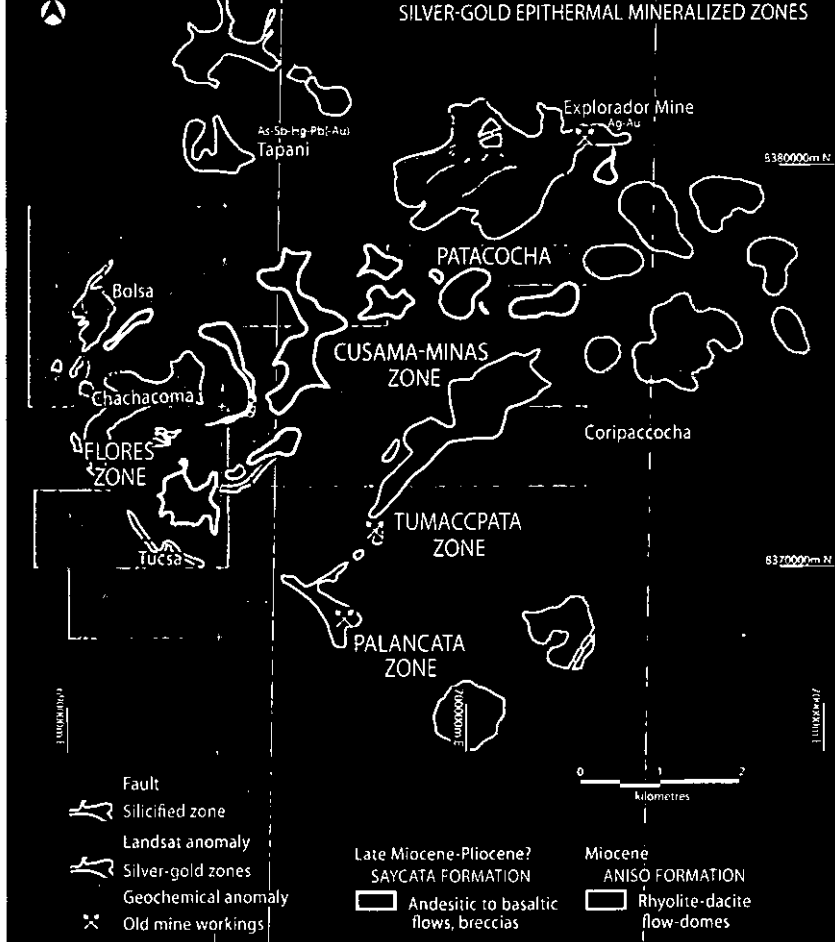 SILVER-GOLD EPITHERMAL MINERALIZED ZONES
Explorador Mine
Ag-Au
As-Sb-Hg-Pb(-Au)
Tapani
8380000m N
PATACOCHA
Bolsa
CUSAMA-MINAS
ZONE
Chachacoma
Coripaccocha
FLORES
ZONE
TUMACCPATA
ZONE
Tucsa
8370000m N
PALANCATA
ZONE
690000m E
700000m E
0 1 2
kilometres
Fault
Silicified zone
Landsat anomaly
Silver-gold zones
Geochemical anomaly
Old mine workings
Late Miocene-Pliocene?
SAYCATA FORMATION
Andesitic to basaltic
flows, breccias
Miocene
ANISO FORMATION
Rhyolite-dacite
flow-domes